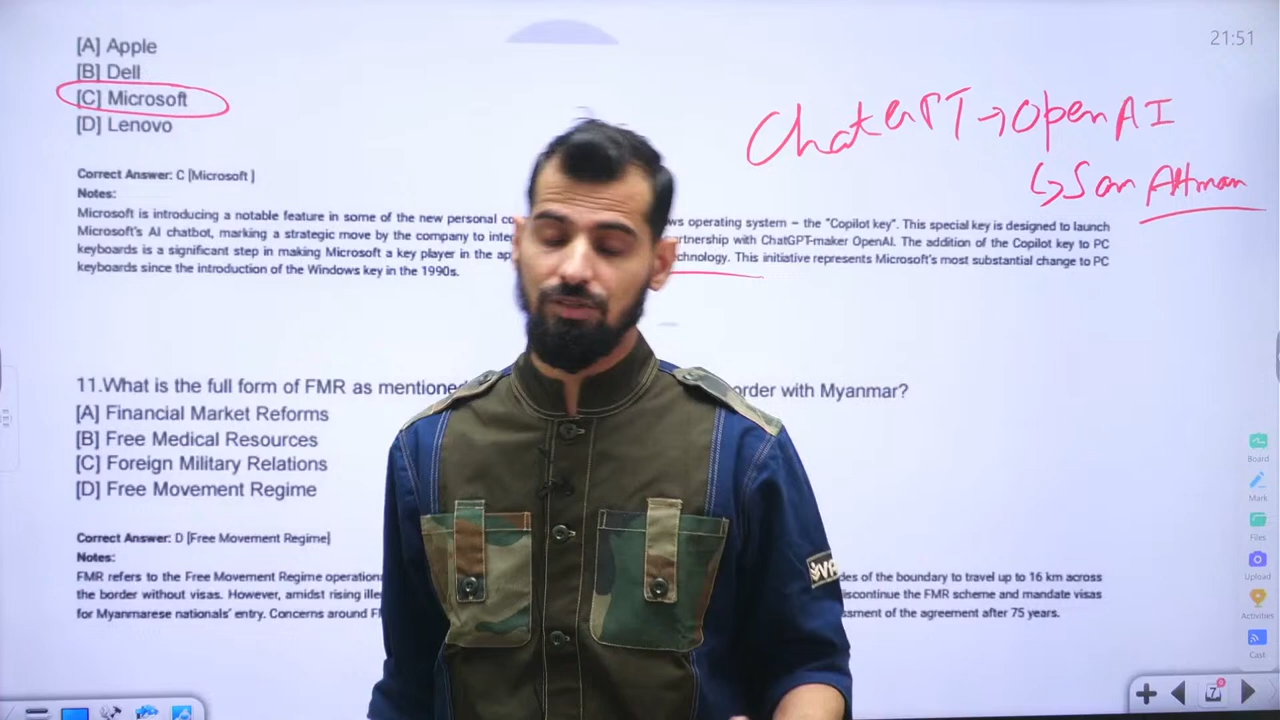 [A] Apple
21:51
[B] Dell
[C] Microsoft
[D] Lenovo
ChatGPT → OpenAI
↳ Sam Altman
Correct Answer: C [Microsoft ]
Notes:
Microsoft is introducing a notable feature in some of the new personal ws operating system – the "Copilot key". This special key is designed to launch
Microsoft's AI chatbot, marking a strategic move by the company to partnership with ChatGPT-maker OpenAI. The addition of the Copilot key to PC
keyboards is a significant step in making Microsoft a key player in the echnology. This initiative represents Microsoft's most substantial change to PC
keyboards since the introduction of the Windows key in the 1990s.
11.What is the full form of FMR as mentioned order with Myanmar?
[A] Financial Market Reforms
[B] Free Medical Resources
[C] Foreign Military Relations
[D] Free Movement Regime
Correct Answer: D [Free Movement Regime]
Notes:
FMR refers to the Free Movement Regime des of the boundary to travel up to 16 km across
the border without visas. However, amidst rising iscontinue the FMR scheme and mandate visas
for Myanmarese nationals' entry. Concerns around ssment of the agreement after 75 years.
Board
Mark
Files
Upload
Activities
Cast
7